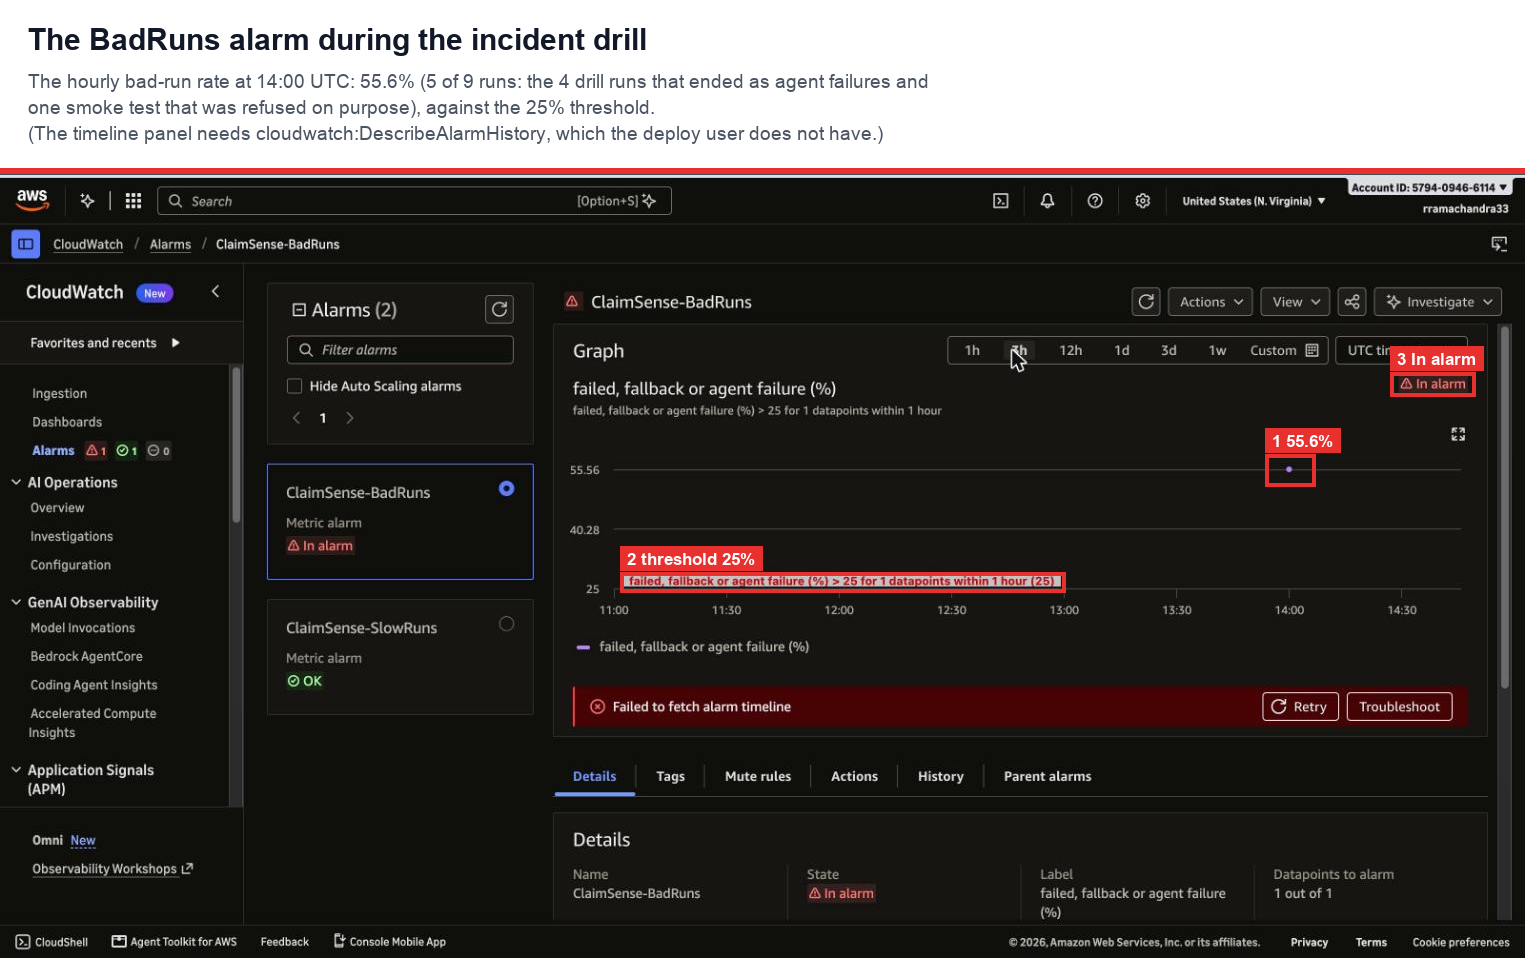 The BadRuns alarm during the incident drill
The hourly bad-run rate at 14:00 UTC: 55.6% (5 of 9 runs: the 4 drill runs that ended as agent failures and
one smoke test that was refused on purpose), against the 25% threshold.
(The timeline panel needs cloudwatch:DescribeAlarmHistory, which the deploy user does not have.)
aws
Search
[Option+S]
United States (N. Virginia)
Account ID: 5794-0946-6114
rramachandra33
CloudWatch / Alarms / ClaimSense-BadRuns
CloudWatch New
Favorites and recents
Ingestion
Dashboards
Alarms 1 1 0
AI Operations
Overview
Investigations
Configuration
GenAI Observability
Model Invocations
Bedrock AgentCore
Coding Agent Insights
Accelerated Compute
Insights
Application Signals
(APM)
Omni New
Observability Workshops
Alarms (2)
Filter alarms
Hide Auto Scaling alarms
1
ClaimSense-BadRuns
Metric alarm
In alarm
ClaimSense-SlowRuns
Metric alarm
OK
ClaimSense-BadRuns
Actions
View
Investigate
Graph
1h 3h 12h 1d 3d 1w Custom
UTC
3 In alarm
In alarm
failed, fallback or agent failure (%)
failed, fallback or agent failure (%) > 25 for 1 datapoints within 1 hour
1 55.6%
55.56
40.28
2 threshold 25%
failed, fallback or agent failure (%) > 25 for 1 datapoints within 1 hour (25)
25
11:00 11:30 12:00 12:30 13:00 13:30 14:00 14:30
failed, fallback or agent failure (%)
Failed to fetch alarm timeline
Retry
Troubleshoot
Details Tags Mute rules Actions History Parent alarms
Details
Name
ClaimSense-BadRuns
State
In alarm
Label
failed, fallback or agent failure
(%)
Datapoints to alarm
1 out of 1
CloudShell Agent Toolkit for AWS Feedback Console Mobile App
© 2026, Amazon Web Services, Inc. or its affiliates. Privacy Terms Cookie preferences